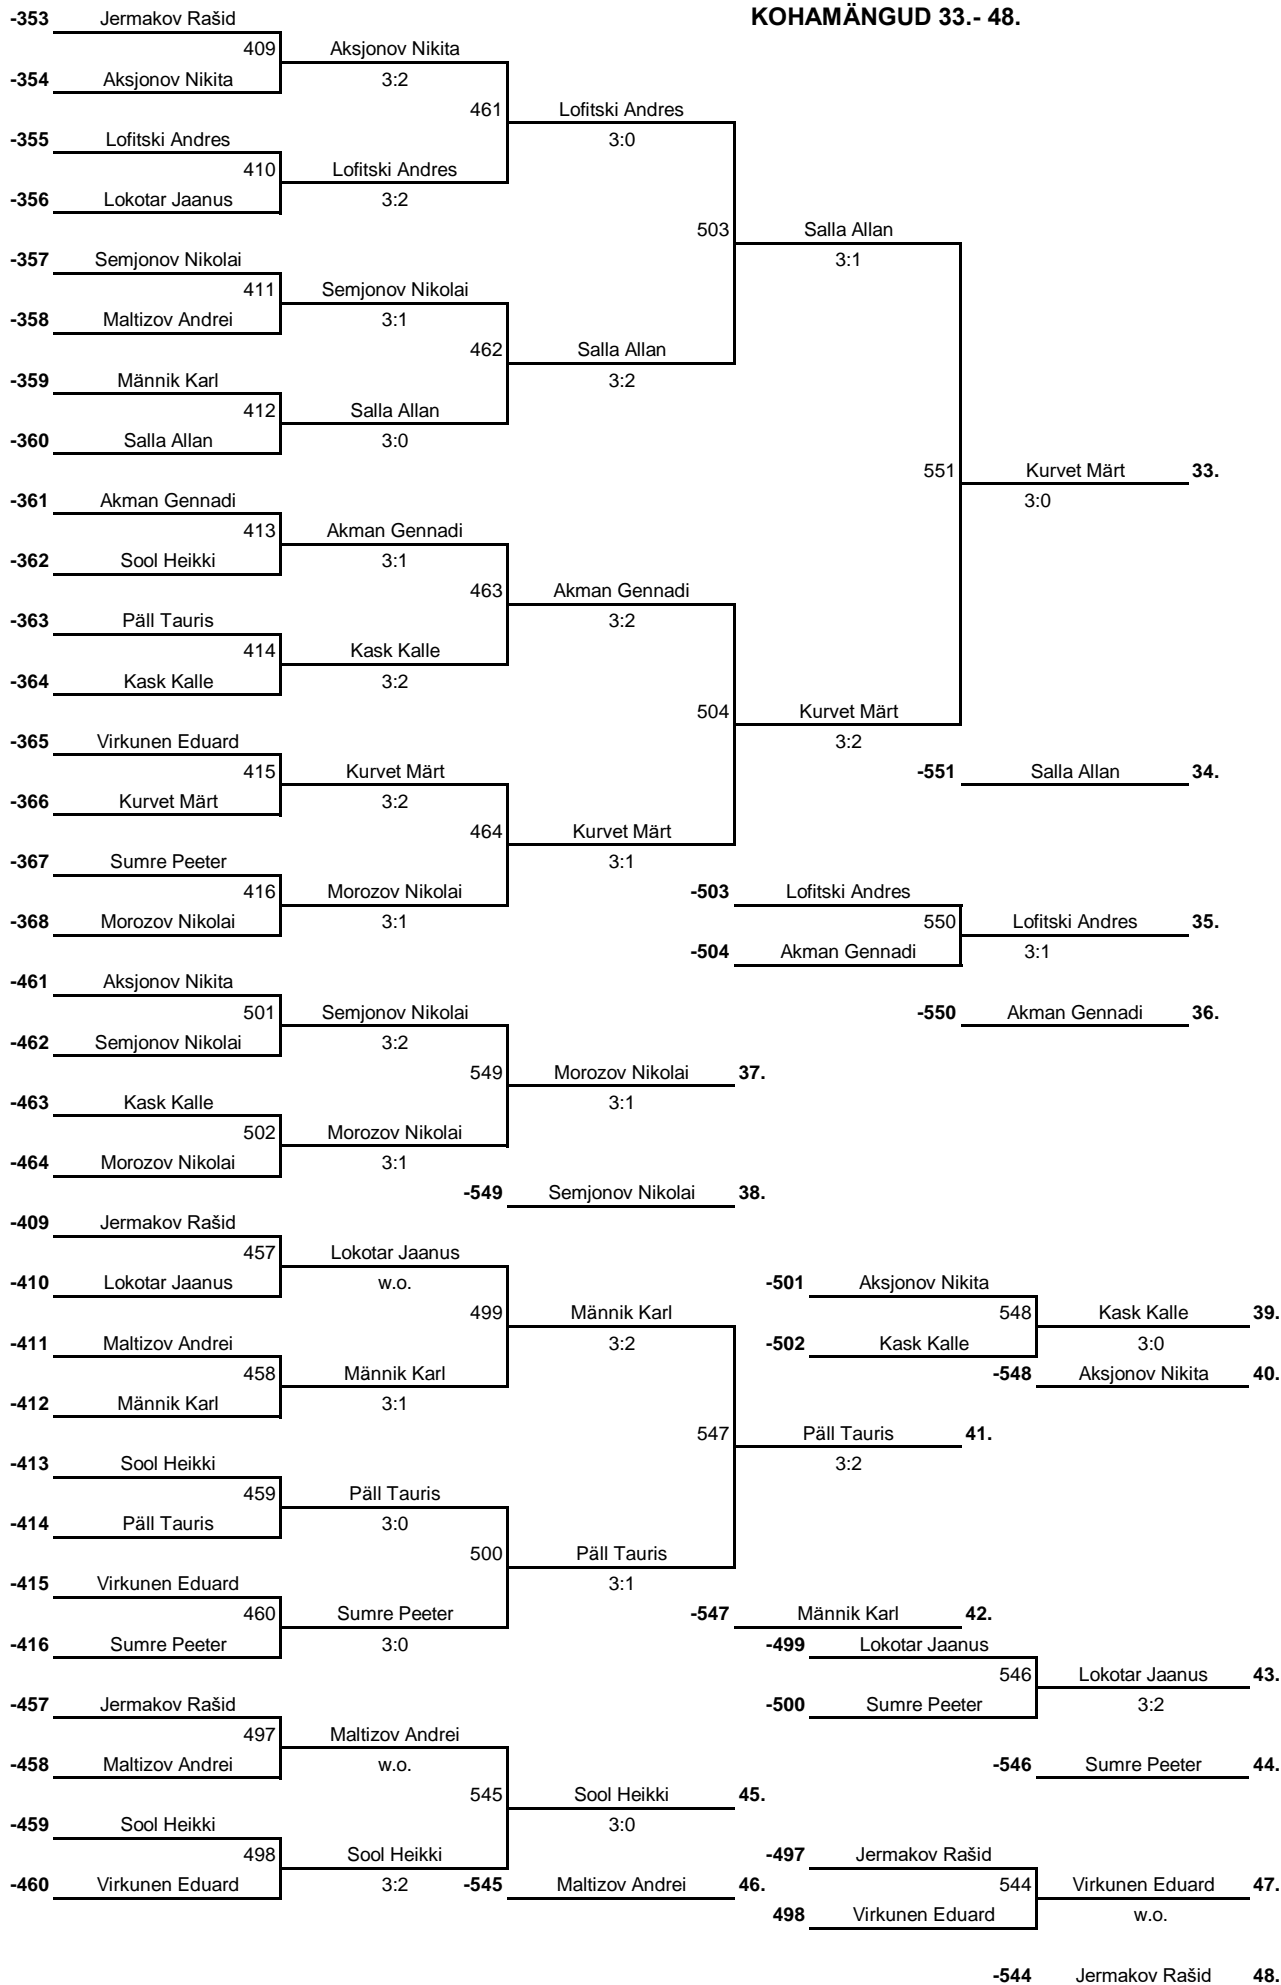 -353 Jermakov Rašid KOHAMÄNGUD 33.- 48.
409 Aksjonov Nikita
-354 Aksjonov Nikita 3:2
461 Lofitski Andres
-355 Lofitski Andres 3:0
410 Lofitski Andres
-356 Lokotar Jaanus 3:2
503 Salla Allan
-357 Semjonov Nikolai 3:1
411 Semjonov Nikolai
-358 Maltizov Andrei 3:1
462 Salla Allan
-359 Männik Karl 3:2
412 Salla Allan
-360 Salla Allan 3:0
551 Kurvet Märt 33.
-361 Akman Gennadi 3:0
413 Akman Gennadi
-362 Sool Heikki 3:1
463 Akman Gennadi
-363 Päll Tauris 3:2
414 Kask Kalle
-364 Kask Kalle 3:2
504 Kurvet Märt
-365 Virkunen Eduard 3:2
415 Kurvet Märt -551 Salla Allan 34.
-366 Kurvet Märt 3:2
464 Kurvet Märt
-367 Sumre Peeter 3:1
416 Morozov Nikolai -503 Lofitski Andres
-368 Morozov Nikolai 3:1 550 Lofitski Andres 35.
-504 Akman Gennadi 3:1
-461 Aksjonov Nikita
501 Semjonov Nikolai -550 Akman Gennadi 36.
-462 Semjonov Nikolai 3:2
549 Morozov Nikolai 37.
-463 Kask Kalle 3:1
502 Morozov Nikolai
-464 Morozov Nikolai 3:1
-549 Semjonov Nikolai 38.
-409 Jermakov Rašid
457 Lokotar Jaanus
-410 Lokotar Jaanus w.o. -501 Aksjonov Nikita
499 Männik Karl 548 Kask Kalle 39.
-411 Maltizov Andrei 3:2 -502 Kask Kalle 3:0
458 Männik Karl -548 Aksjonov Nikita 40.
-412 Männik Karl 3:1
547 Päll Tauris 41.
-413 Sool Heikki 3:2
459 Päll Tauris
-414 Päll Tauris 3:0
500 Päll Tauris
-415 Virkunen Eduard 3:1
460 Sumre Peeter -547 Männik Karl 42.
-416 Sumre Peeter 3:0 -499 Lokotar Jaanus
546 Lokotar Jaanus 43.
-457 Jermakov Rašid -500 Sumre Peeter 3:2
497 Maltizov Andrei
-458 Maltizov Andrei w.o. -546 Sumre Peeter 44.
545 Sool Heikki 45.
-459 Sool Heikki 3:0
498 Sool Heikki -497 Jermakov Rašid
-460 Virkunen Eduard 3:2 -545 Maltizov Andrei 46. 544 Virkunen Eduard 47.
498 Virkunen Eduard w.o.
-544 Jermakov Rašid 48.